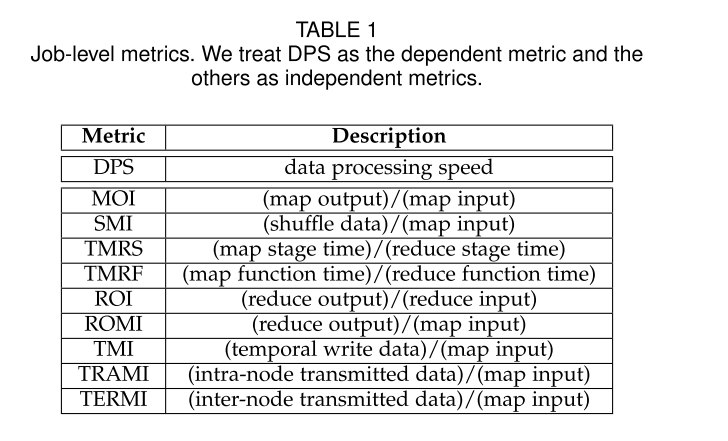 TABLE 1
Job-level metrics. We treat DPS as the dependent metric and the
others as independent metrics.
Metric Description
DPS data processing speed
MOI (map output)/(map input)
SMI (shuffle data)/(map input)
TMRS (map stage time)/(reduce stage time)
TMRF (map function time)/(reduce function time)
ROI (reduce output)/(reduce input)
ROMI (reduce output)/(map input)
TMI (temporal write data)/(map input)
TRAMI (intra-node transmitted data)/(map input)
TERMI (inter-node transmitted data)/(map input)